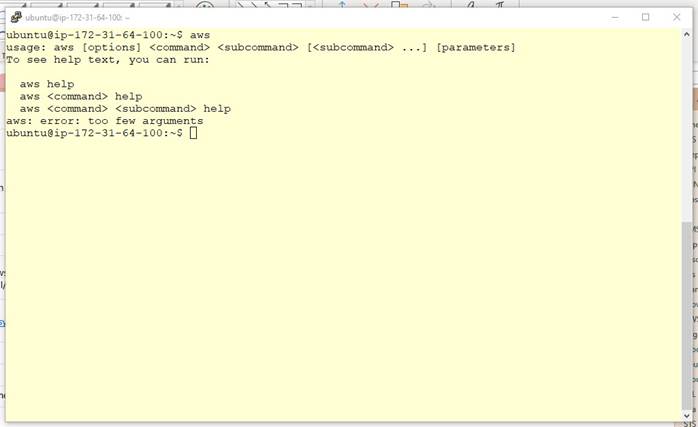 ubuntu@ip-172-31-64-100: ~
ubuntu@ip-172-31-64-100:~$ aws
usage: aws [options] <command> <subcommand> [<subcommand> ...] [parameters]
To see help text, you can run:
aws help
aws <command> help
aws <command> <subcommand> help
aws: error: too few arguments
ubuntu@ip-172-31-64-100:~$